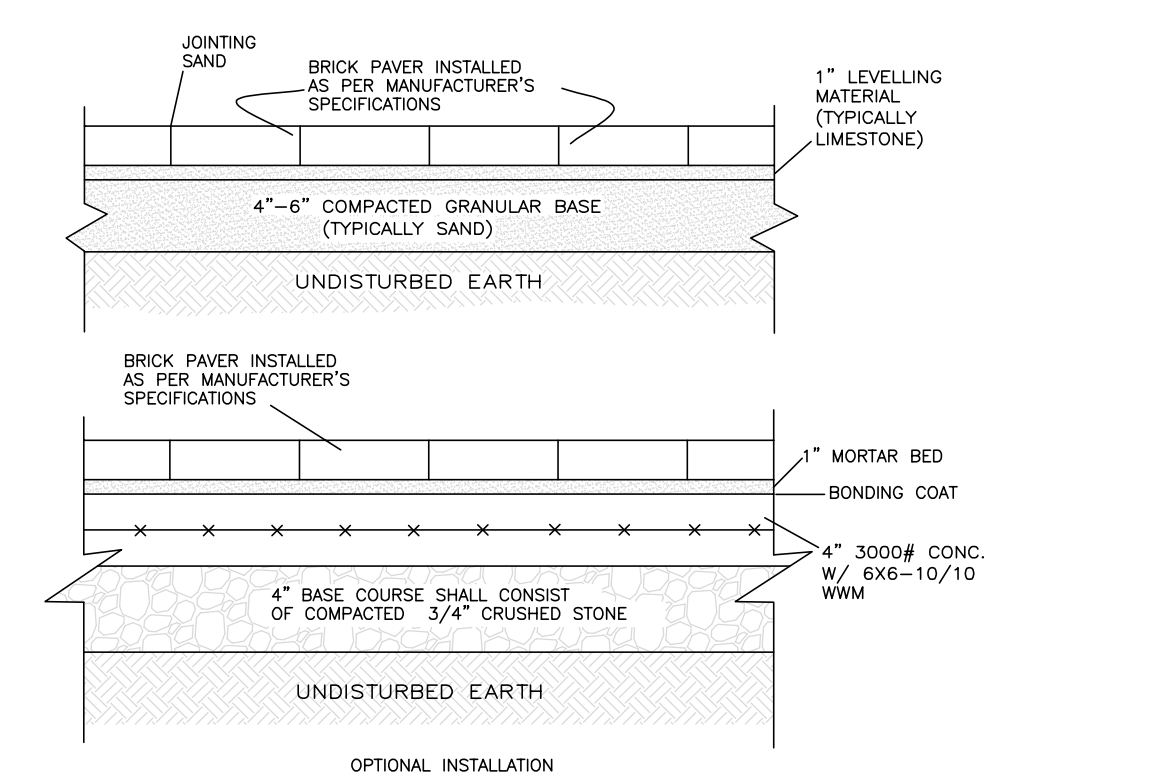 JOINTING
SAND
BRICK PAVER INSTALLED
AS PER MANUFACTURER'S
SPECIFICATIONS
1" LEVELLING
MATERIAL
(TYPICALLY
LIMESTONE)
4"-6" COMPACTED GRANULAR BASE
(TYPICALLY SAND)
UNDISTURBED EARTH
BRICK PAVER INSTALLED
AS PER MANUFACTURER'S
SPECIFICATIONS
1" MORTAR BED
BONDING COAT
4" 3000# CONC.
W/ 6X6-10/10
WWM
4" BASE COURSE SHALL CONSIST
OF COMPACTED 3/4" CRUSHED STONE
UNDISTURBED EARTH
OPTIONAL INSTALLATION